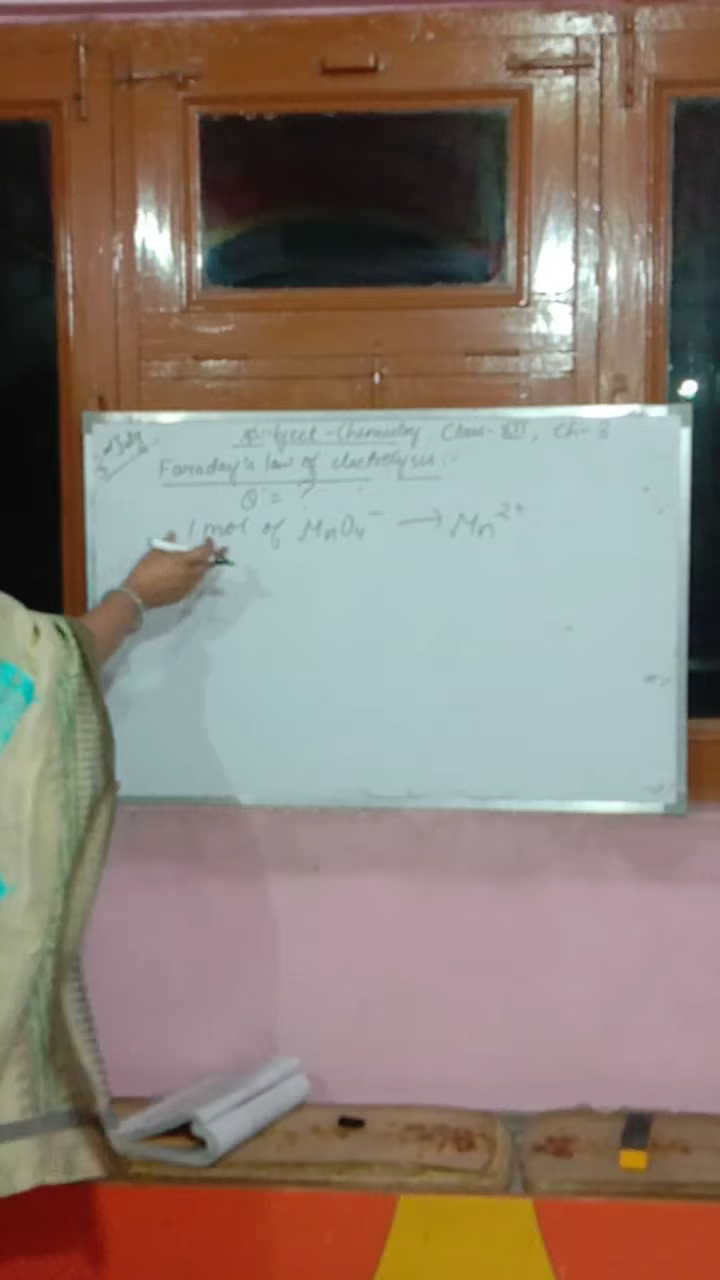 Subject - Chemistry, Class - XII, Ch - 3
Faraday's law of electrolysis :-
Q = ?
1 mol of MnO₄⁻ → Mn²⁺